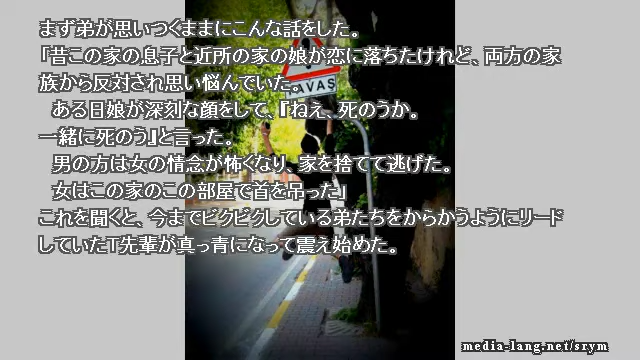 まず弟が思いつくままにこんな話をした。
「昔この家の息子と近所の家の娘が恋に落ちたけれど、両方の家
族から反対され思い悩んでいた。
ある日娘が深刻な顔をして、『ねえ、死のうか。
一緒に死のう』と言った。
男の方は女の情念が怖くなり、家を捨てて逃げた。
女はこの家のこの部屋で首を吊った」
これを聞くと、今までビクビクしている弟たちをからかうようにリード
していたT先輩が真っ青になって震え始めた。
YAVAŞ
media-lang.net/srym